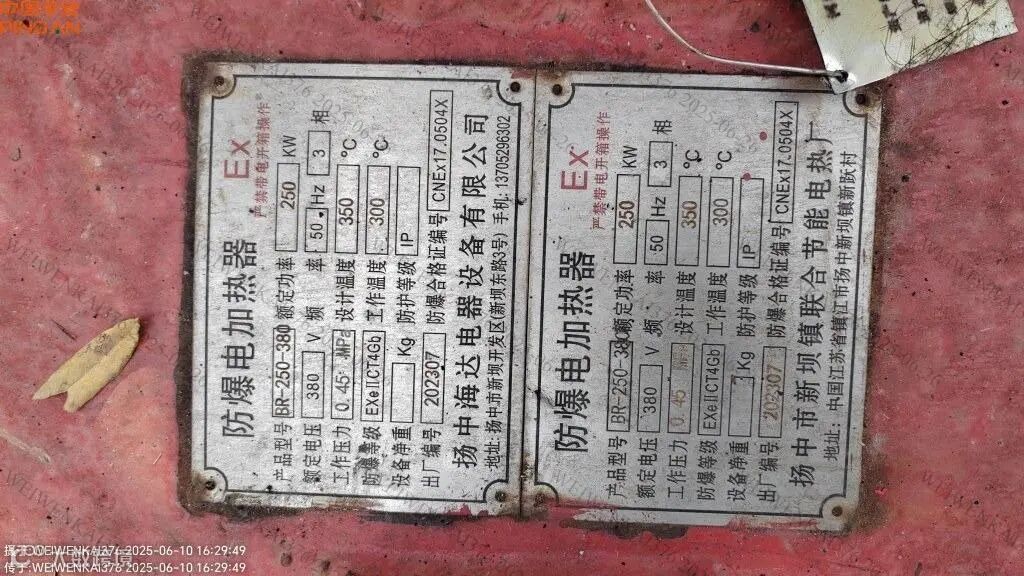 中国平安
PING AN
防爆电加热器 Ex
严禁带电开箱操作
产品型号 BR-250-380 额定功率 250 KW
额定电压 380 V 频 率 50 Hz 3 相
工作压力 0.45 MPa 设计温度 350 °C
防爆等级 EXeIICT4Gb 工作温度 300 °C
设备净重 Kg 防护等级 IP
出厂编号 202307 防爆合格证编号 CNEx17.0504X
扬中海达电器设备有限公司
地址:扬中市新坝开发区(新坝东路3号) 手机:13705296302
防爆电加热器 Ex
严禁带电开箱操作
产品型号 BR-250-380 额定功率 250 KW
额定电压 380 V 频 率 50 Hz 3 相
工作压力 0.45 设计温度 350 °C
防爆等级 EXeIICT4Gb 工作温度 300 °C
设备净重 Kg 防护等级 IP
出厂编号 202307 防爆合格证编号 CNEx17.0504X
扬中市新坝镇联合节能电热厂
地址: 中国江苏省镇江市扬中新坝镇新跃村
WEIWENKAI376 2025-06-10 16:29:49
传于:WEIWENKAI376 2025-06-10 16:29:49